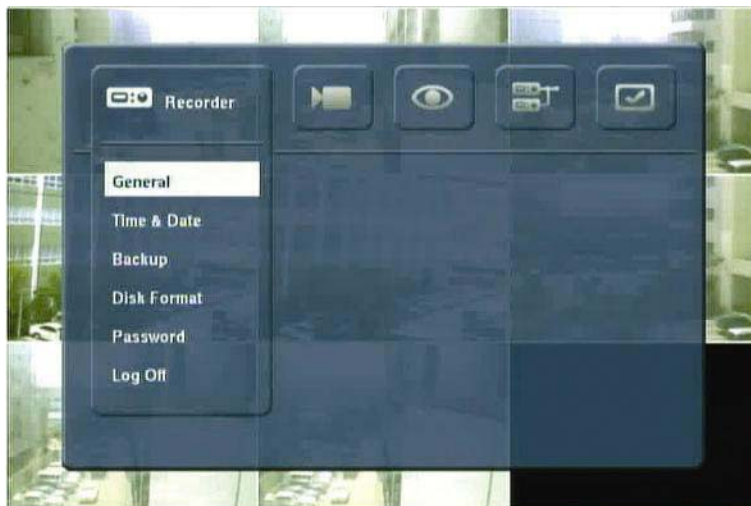 Recorder
General
Time & Date
Backup
Disk Format
Password
Log Off